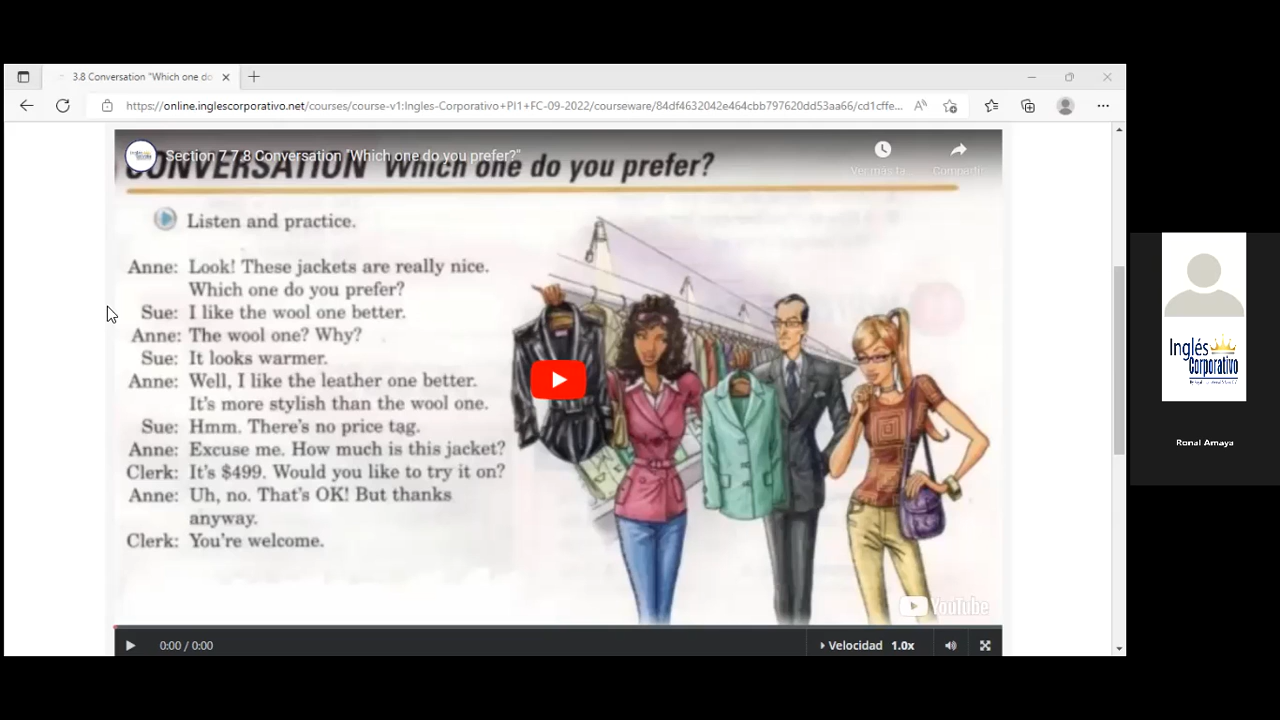 3.8 Conversation "Which one do
https://online.inglescorporativo.net/courses/course-v1:Ingles-Corporativo+PI1+FC-09-2022/courseware/84df4632042e464cbb797620dd53aa66/cd1cffe...
Section 7.7.8 Conversation "Which one do you prefer?"
CONVERSATION Which one do you prefer?
Ver más ta... Compartir
Listen and practice.
Anne: Look! These jackets are really nice.
Which one do you prefer?
Sue: I like the wool one better.
Anne: The wool one? Why?
Sue: It looks warmer.
Anne: Well, I like the leather one better.
It's more stylish than the wool one.
Sue: Hmm. There's no price tag.
Anne: Excuse me. How much is this jacket?
Clerk: It's $499. Would you like to try it on?
Anne: Uh, no. That's OK! But thanks
anyway.
Clerk: You're welcome.
YouTube
0:00 / 0:00
Velocidad 1.0x
Inglés
Corporativo
Ronal Amaya